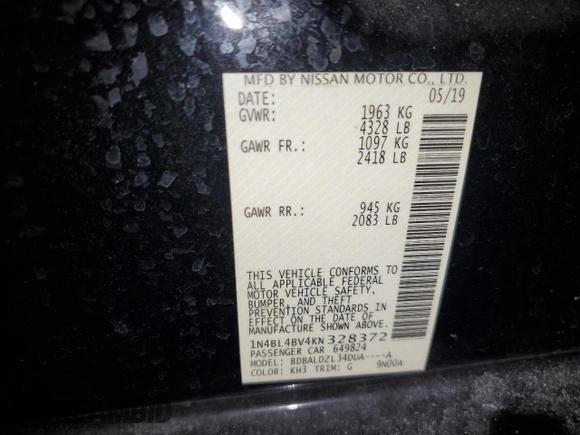 MFD BY NISSAN MOTOR CO., LTD.
DATE: 05/19
GVWR: 1963 KG
4328 LB
GAWR FR.: 1097 KG
2418 LB
GAWR RR.: 945 KG
2083 LB
THIS VEHICLE CONFORMS TO
ALL APPLICABLE FEDERAL
MOTOR VEHICLE SAFETY,
BUMPER, AND THEFT
PREVENTION STANDARDS IN
EFFECT ON THE DATE OF
MANUFACTURE SHOWN ABOVE.
1N4BL4BV4KN328372
PASSENGER CAR 649824
MODEL: BDBALDZL34DUA----A
COLOR: KH3 TRIM: G 9N00A